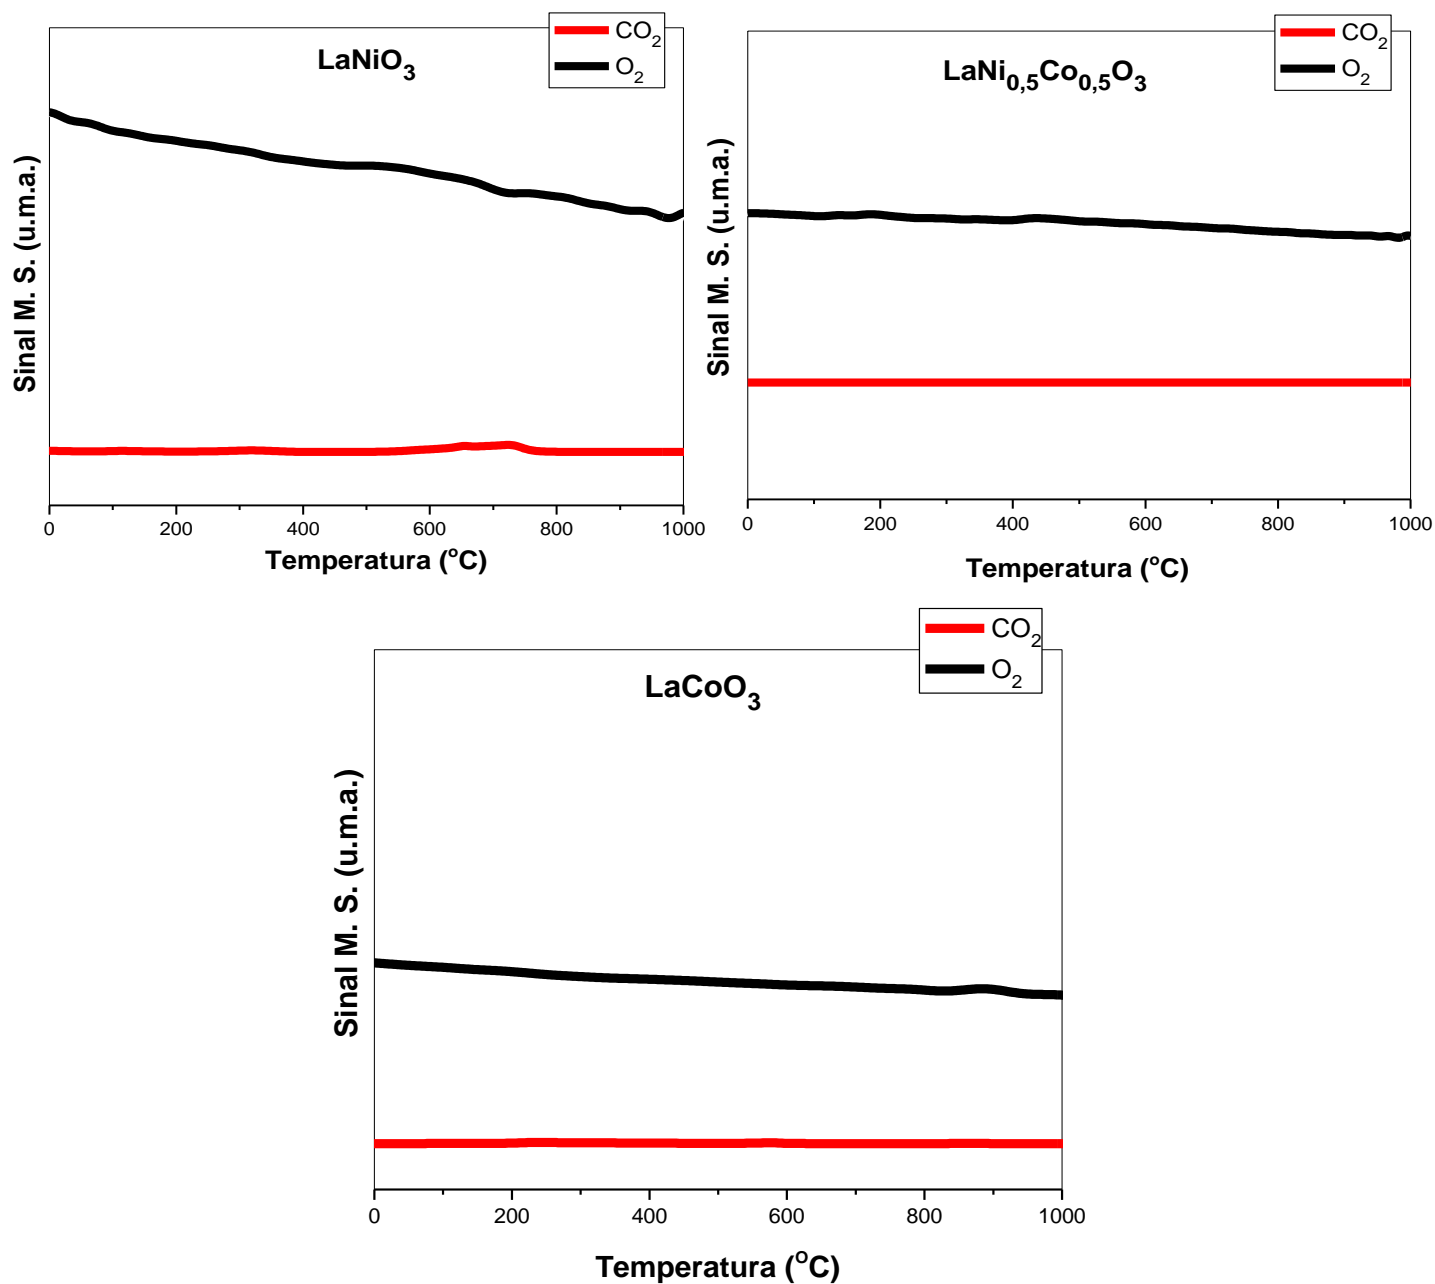 LaNiO₃
CO₂
O₂
Sinal M. S. (u.m.a.)
0 200 400 600 800 1000
Temperatura (°C)
LaNi₀,₅Co₀,₅O₃
CO₂
O₂
Sinal M. S. (u.m.a.)
0 200 400 600 800 1000
Temperatura (°C)
LaCoO₃
CO₂
O₂
Sinal M. S. (u.m.a.)
0 200 400 600 800 1000
Temperatura (°C)